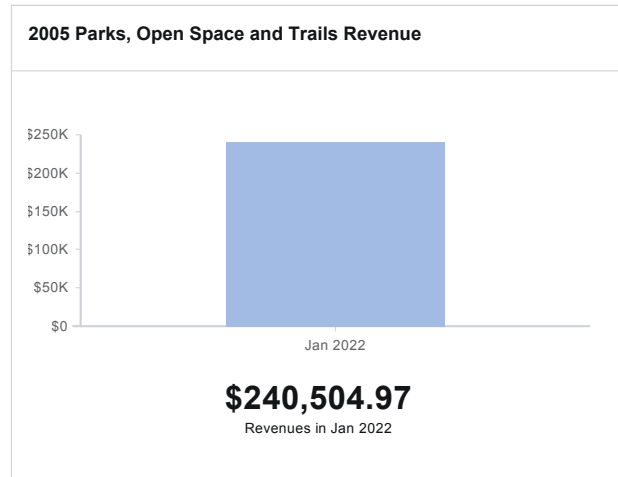 2005 Parks, Open Space and Trails Revenue
$250K
$200K
$150K
$100K
$50K
$0
Jan 2022
$240,504.97
Revenues in Jan 2022